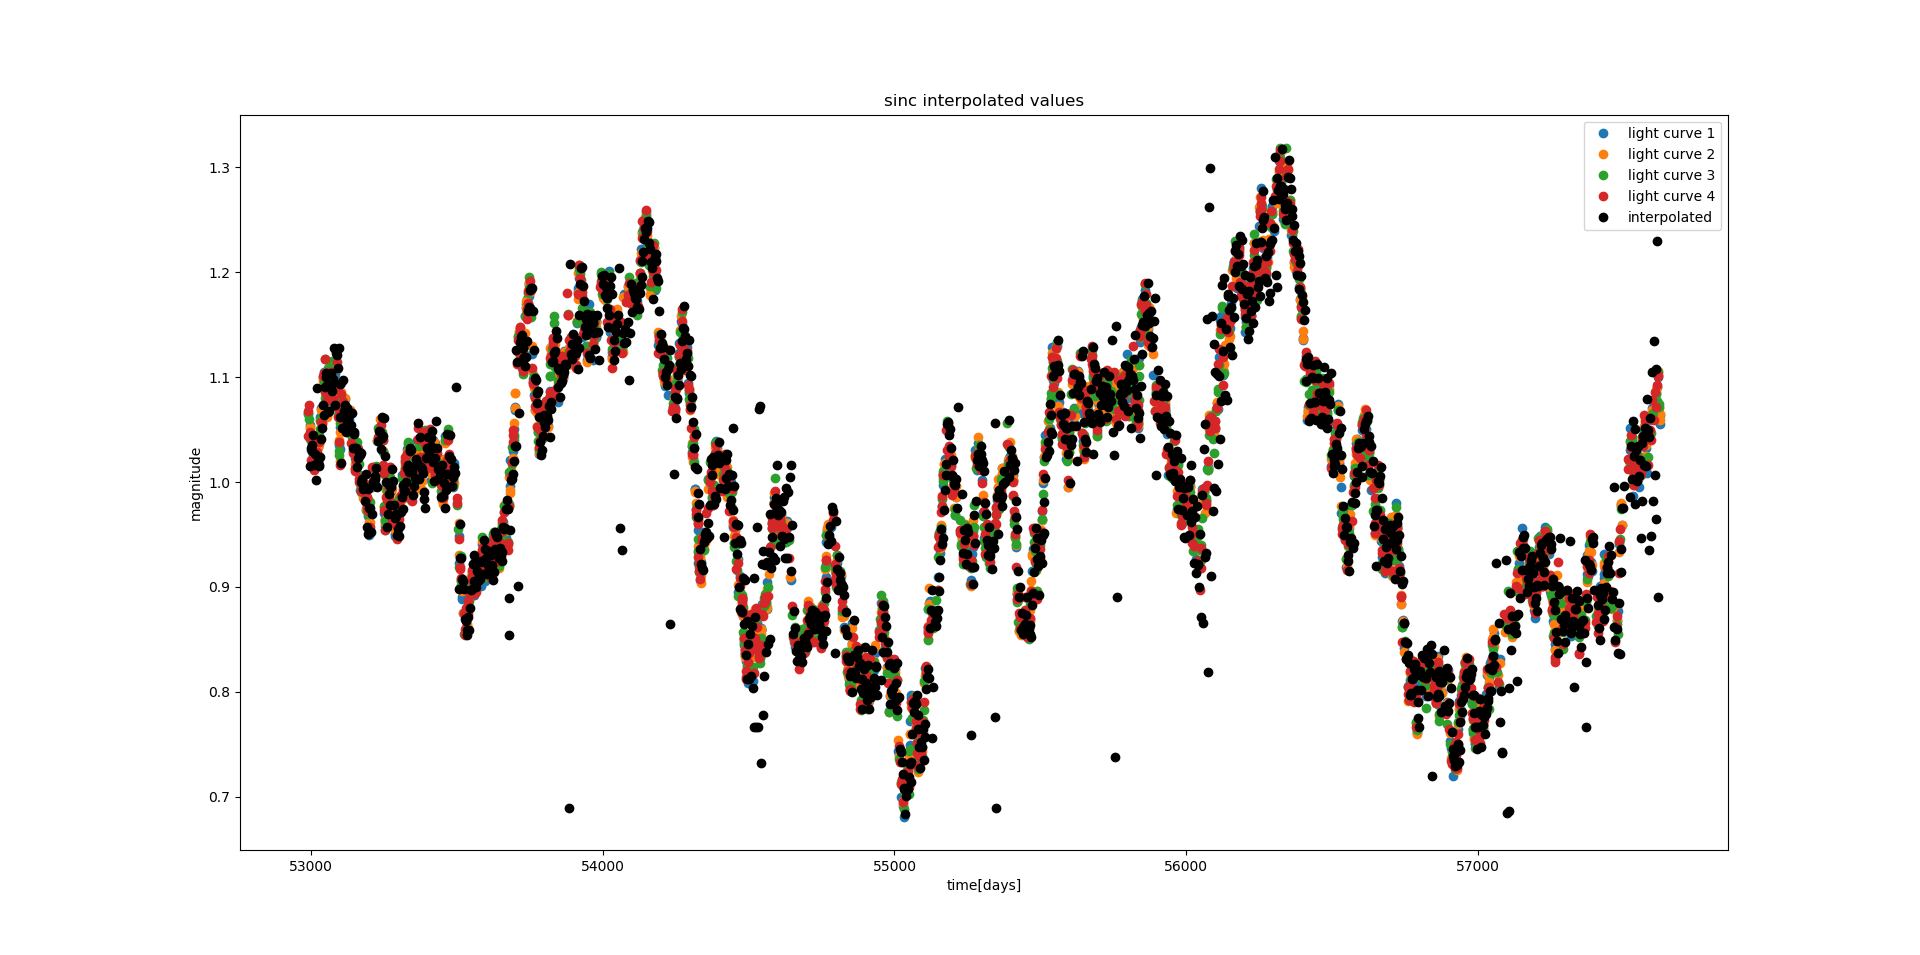 sinc interpolated values
light curve 1
light curve 2
light curve 3
light curve 4
interpolated
magnitude
1.3
1.2
1.1
1.0
0.9
0.8
0.7
53000 54000 55000 56000 57000
time[days]